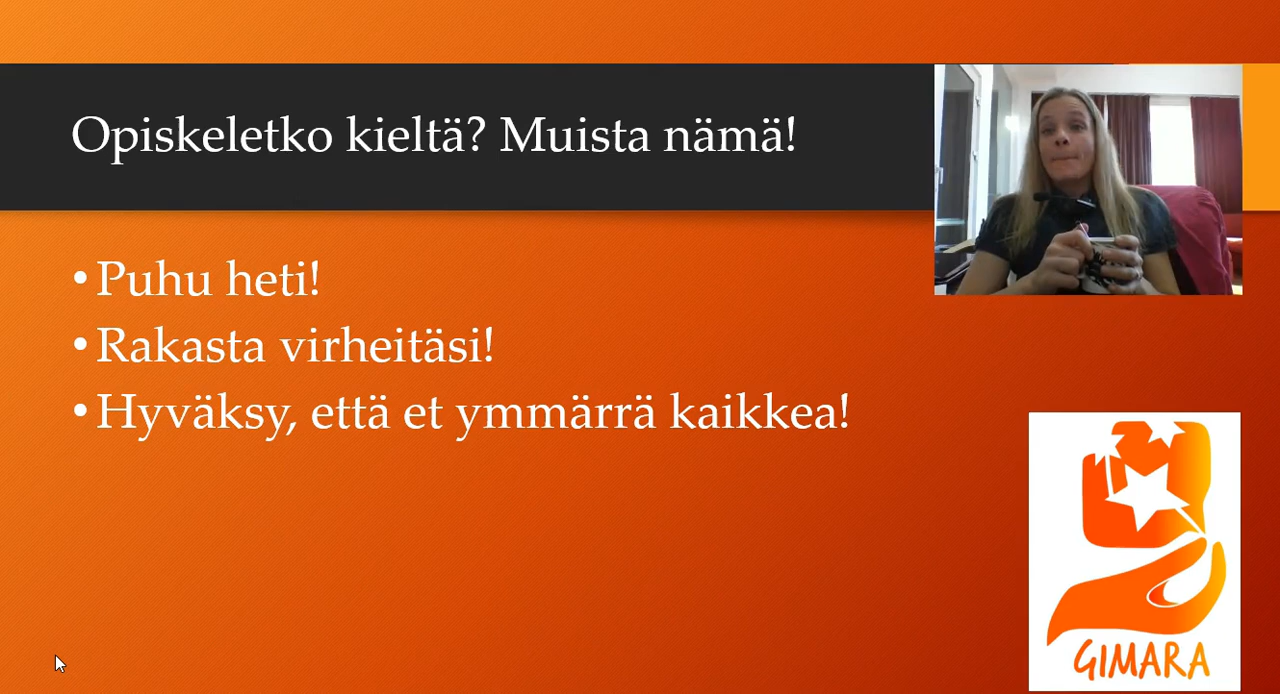 Opiskeletko kieltä? Muista nämä!
• Puhu heti!
• Rakasta virheitäsi!
• Hyväksy, että et ymmärrä kaikkea!
GIMARA